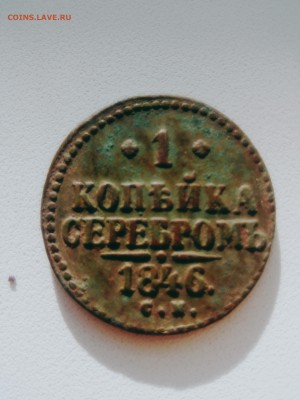 COINS.LAVE.RU
1
КОПѢЙКА
СЕРЕБРОМЪ
1846.
С.М.